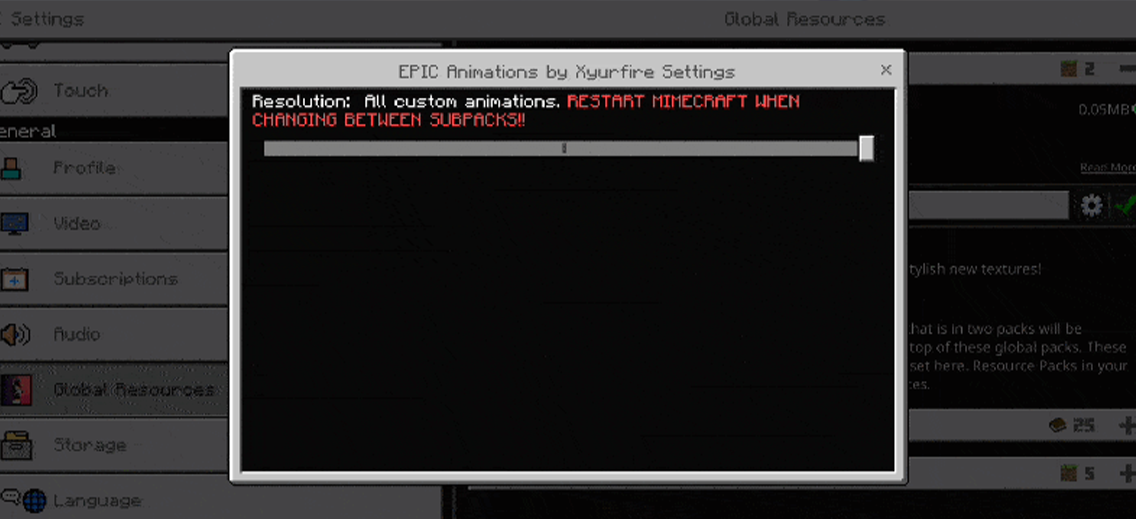 Settings
Global Resources
EPIC Animations by Xyurfire Settings
Resolution: All custom animations. RESTART MINECRAFT WHEN
CHANGING BETWEEN SUBPACKS!!
Touch
eneral
Profile
Video
Subscriptions
Audio
Global Resources
Storage
Language
2
0.05MB
Read More
tylish new textures!
hat is in two packs will be
top of these global packs. These
set here. Resource Packs in your
es.
25
5